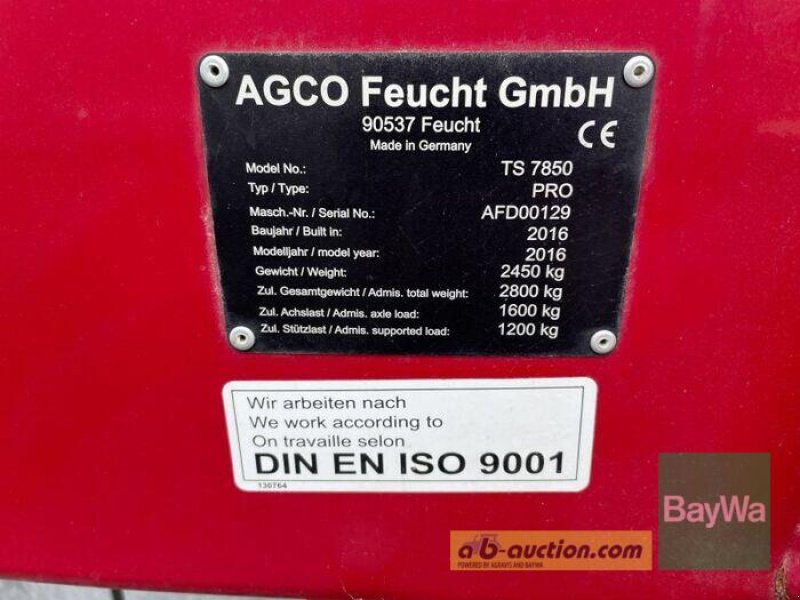 AGCO Feucht GmbH
90537 Feucht
Made in Germany
CE
Model No.: TS 7850
Typ / Type: PRO
Masch.-Nr. / Serial No.: AFD00129
Baujahr / Built in: 2016
Modelljahr / model year: 2016
Gewicht / Weight: 2450 kg
Zul. Gesamtgewicht / Admis. total weight: 2800 kg
Zul. Achslast / Admis. axle load: 1600 kg
Zul. Stützlast / Admis. supported load: 1200 kg
Wir arbeiten nach
We work according to
On travaille selon
DIN EN ISO 9001
130764
BayWa
ab-auction.com
POWERED BY AGRAVIS AND BAYWA